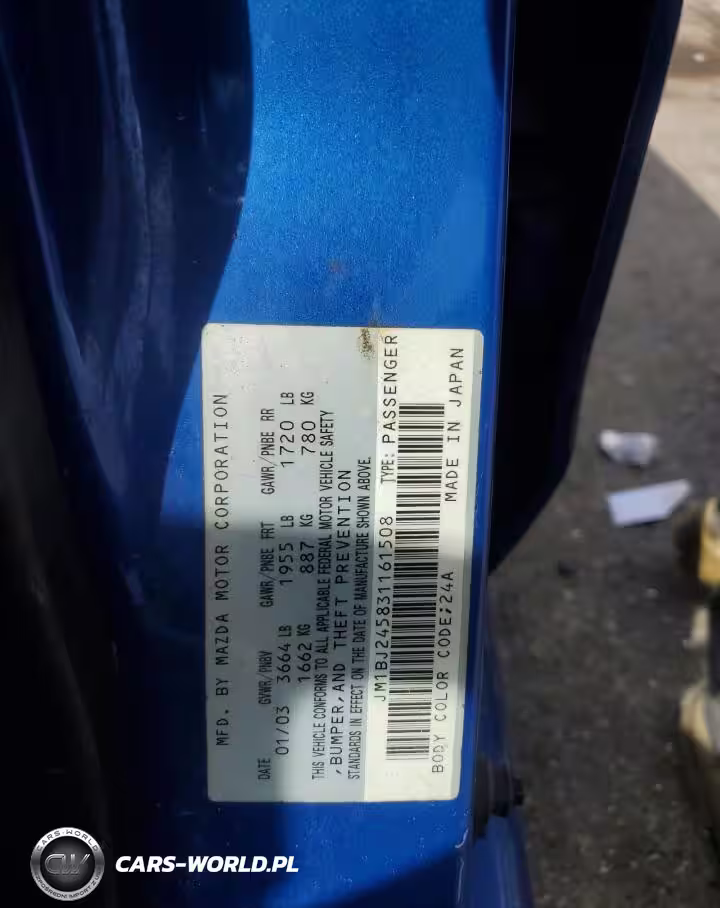 MFD. BY MAZDA MOTOR CORPORATION
DATE GVWR/PNBV GAWR/PNBE FRT GAWR/PNBE RR
01/03 3664 LB 1955 LB 1720 LB
1662 KG 887 KG 780 KG
THIS VEHICLE CONFORMS TO ALL APPLICABLE FEDERAL MOTOR VEHICLE SAFETY
,BUMPER,AND THEFT PREVENTION
STANDARDS IN EFFECT ON THE DATE OF MANUFACTURE SHOWN ABOVE.
JM1BJ245831161508 TYPE: PASSENGER
BODY COLOR CODE;24A MADE IN JAPAN
CARS-WORLD
CW
CARS-WORLD.PL